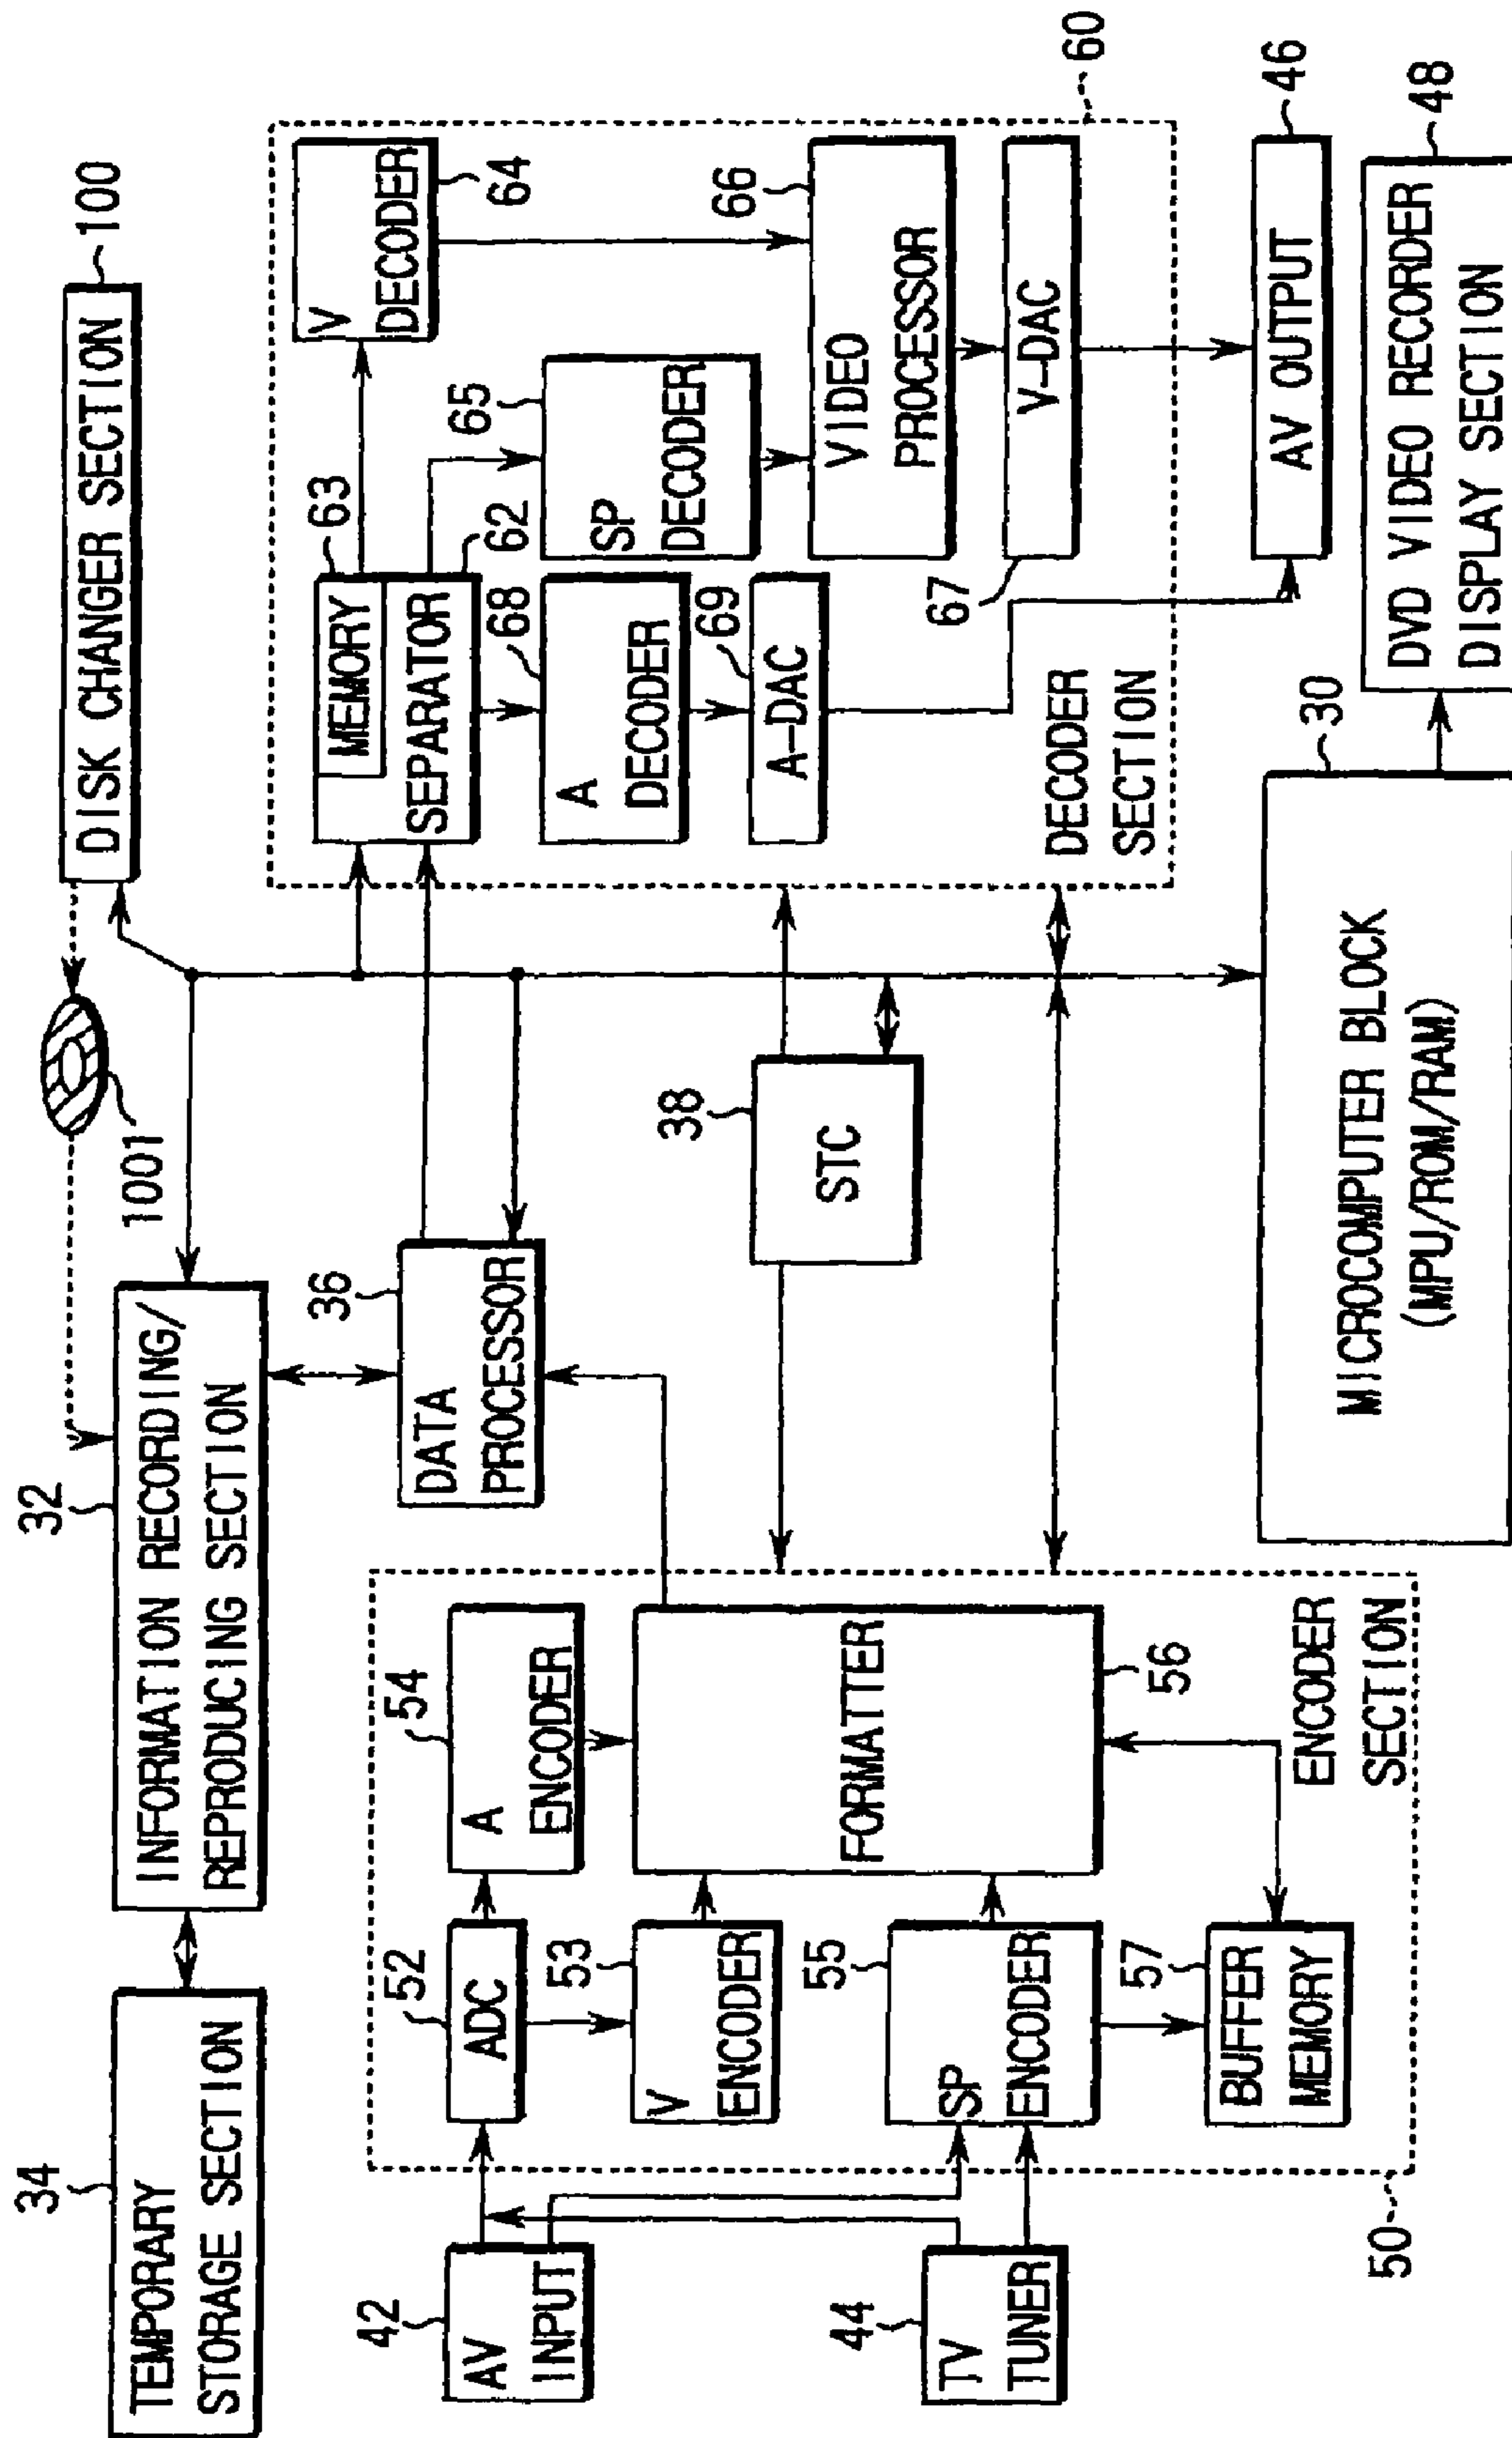 34
TEMPORARY
STORAGE SECTION
32
INFORMATION RECORDING/
REPRODUCING SECTION
1001
DISK CHANGER SECTION
100
36
DATA
PROCESSOR
38
STC
42
AV
INPUT
44
TV
TUNER
52
ADC
54
A
ENCODER
53
V
ENCODER
55
SP
ENCODER
FORMATTER
56
57
BUFFER
MEMORY
ENCODER
SECTION
50
63
MEMORY
SEPARATOR
62
V
DECODER
64
65
SP
DECODER
68
A
DECODER
69
A-DAC
66
VIDEO
PROCESSOR
V-DAC
67
DECODER
SECTION
60
AV OUTPUT
46
30
MICROCOMPUTER BLOCK
(MPU/ROM/RAM)
DVD VIDEO RECORDER
DISPLAY SECTION
48